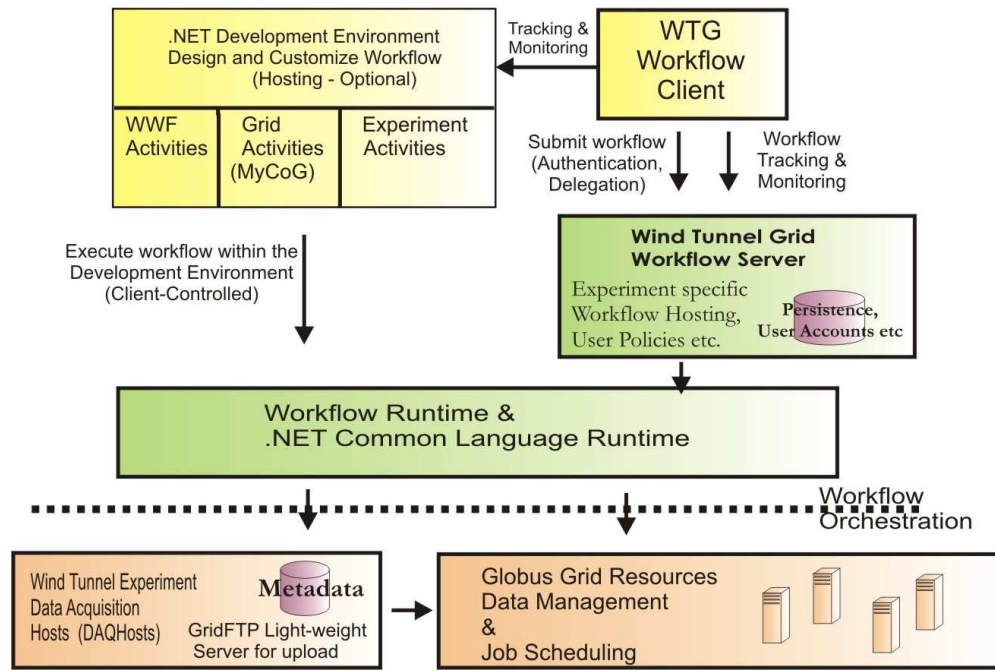 .NET Development Environment
Design and Customize Workflow
(Hosting - Optional)
WWF
Activities
Grid
Activities
(MyCoG)
Experiment
Activities
Tracking &
Monitoring
WTG
Workflow
Client
Submit workflow
(Authentication,
Delegation)
Workflow
Tracking &
Monitoring
Execute workflow within the
Development Environment
(Client-Controlled)
Wind Tunnel Grid
Workflow Server
Experiment specific
Workflow Hosting,
User Policies etc.
Persistence,
User Accounts etc
Workflow Runtime &
.NET Common Language Runtime
Workflow
Orchestration
Wind Tunnel Experiment
Data Acquisition
Hosts (DAQHosts)
Metadata
GridFTP Light-weight
Server for upload
Globus Grid Resources
Data Management
&
Job Scheduling